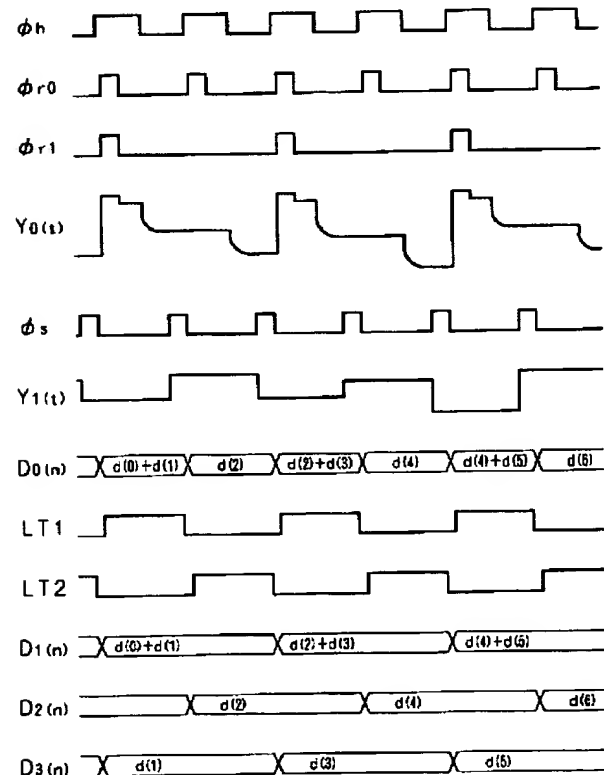 φh
φr0
φr1
Y0(t)
φs
Y1(t)
D0(n) d(0)+d(1) d(2) d(2)+d(3) d(4) d(4)+d(5) d(6)
LT1
LT2
D1(n) d(0)+d(1) d(2)+d(3) d(4)+d(5)
D2(n) d(2) d(4) d(6)
D3(n) d(1) d(3) d(5)